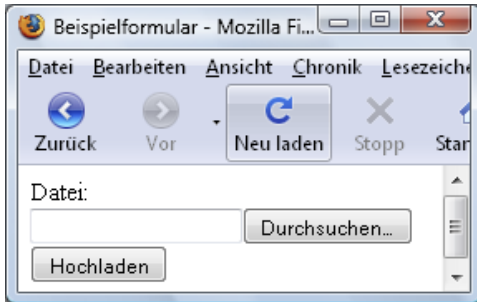 Beispielformular - Mozilla Fi...
Datei Bearbeiten Ansicht Chronik Lesezeiche
Zurück Vor Neu laden Stopp Star
Datei:
Durchsuchen...
Hochladen